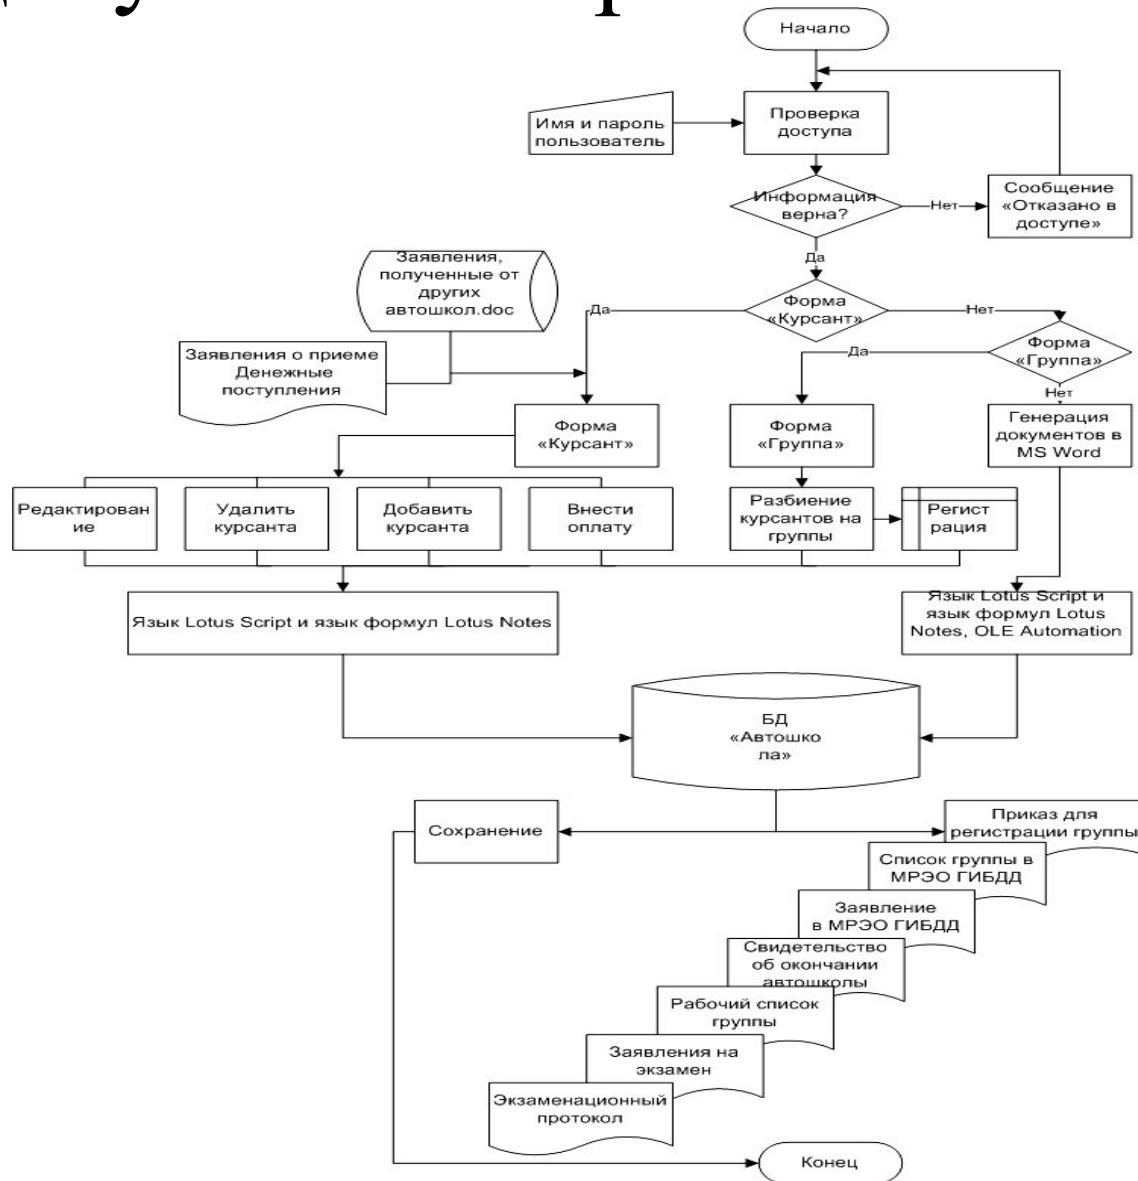 Начало
Проверка
доступа
Имя и пароль
пользователь
Информация
верна?
Нет
Сообщение
«Отказано в
доступе»
Да
Заявления,
полученные от
других
автошкол.doc
Форма
«Курсант»
Да
Нет
Форма
«Группа»
Да
Нет
Заявления о приеме
Денежные
поступления
Форма
«Курсант»
Форма
«Группа»
Генерация
документов в
MS Word
Редактирован
ие
Удалить
курсанта
Добавить
курсанта
Внести
оплату
Разбиение
курсантов на
группы
Регист
рация
Язык Lotus Script и язык формул Lotus Notes
Язык Lotus Script и
язык формул Lotus
Notes, OLE Automation
БД
«Автошко
ла»
Сохранение
Приказ для
регистрации группы
Список группы в
МРЭО ГИБДД
Заявление
в МРЭО ГИБДД
Свидетельство
об окончании
автошколы
Рабочий список
группы
Заявления на
экзамен
Экзаменационный
протокол
Конец